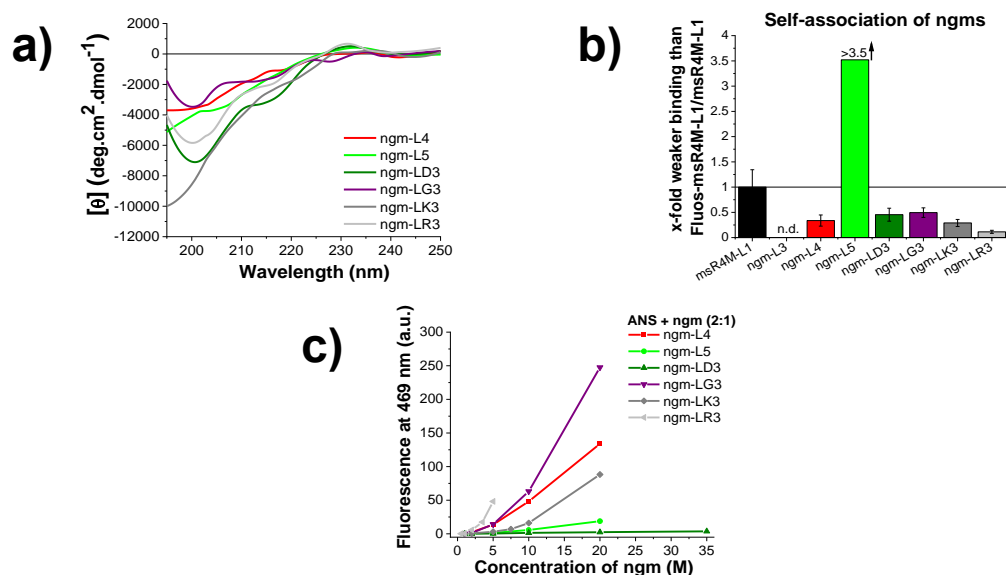 a)
2000
0
-2000
-4000
-6000
-8000
-10000
-12000
[θ] (deg.cm².dmol⁻¹)
200 210 220 230 240 250
Wavelength (nm)
ngm-L4
ngm-L5
ngm-LD3
ngm-LG3
ngm-LK3
ngm-LR3
b)
Self-association of ngms
x-fold weaker binding than
Fluos-msR4M-L1/msR4M-L1
4
3.5
3
2.5
2
1.5
1
0.5
0
>3.5
n.d.
msR4M-L1
ngm-L3
ngm-L4
ngm-L5
ngm-LD3
ngm-LG3
ngm-LK3
ngm-LR3
c)
Fluorescence at 469 nm (a.u.)
300
250
200
150
100
50
0
0 5 10 15 20 25 30 35
Concentration of ngm (M)
ANS + ngm (2:1)
ngm-L4
ngm-L5
ngm-LD3
ngm-LG3
ngm-LK3
ngm-LR3